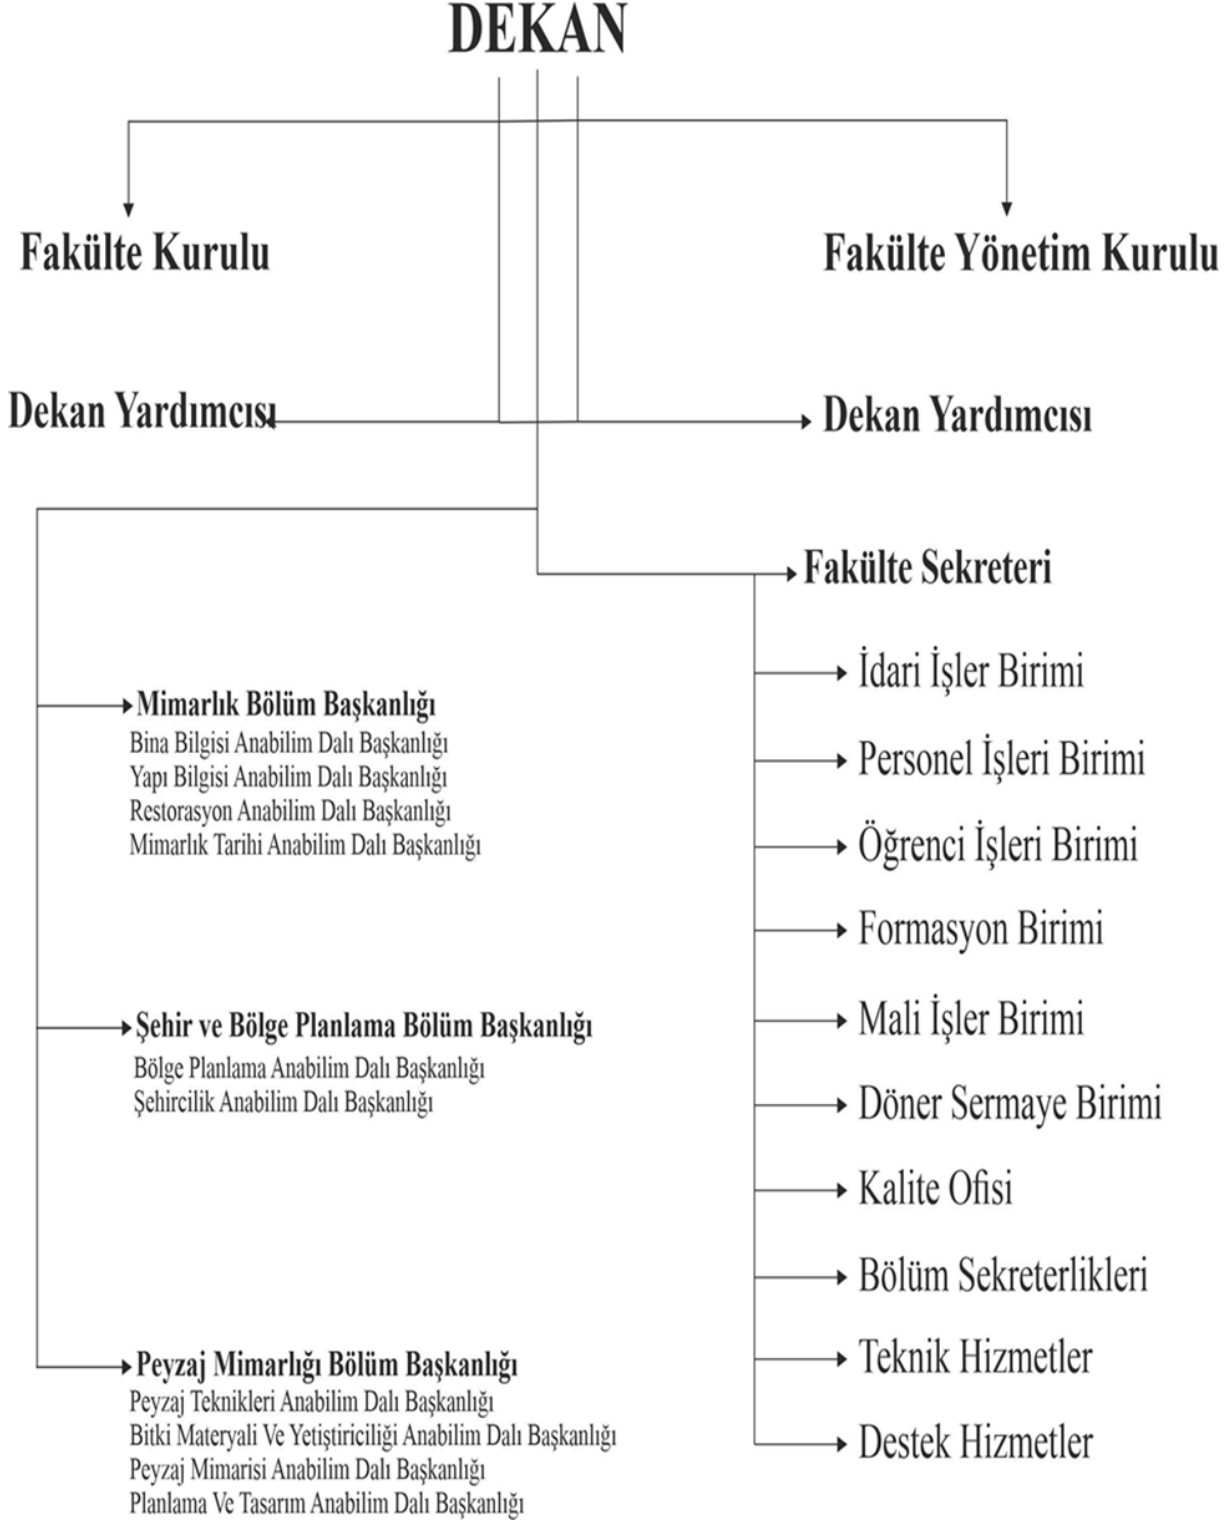 DEKAN
Fakülte Kurulu
Fakülte Yönetim Kurulu
Dekan Yardımcısı
Dekan Yardımcısı
Fakülte Sekreteri
İdari İşler Birimi
Personel İşleri Birimi
Öğrenci İşleri Birimi
Formasyon Birimi
Mali İşler Birimi
Döner Sermaye Birimi
Kalite Ofisi
Bölüm Sekreterlikleri
Teknik Hizmetler
Destek Hizmetler
Mimarlık Bölüm Başkanlığı
Bina Bilgisi Anabilim Dalı Başkanlığı
Yapı Bilgisi Anabilim Dalı Başkanlığı
Restorasyon Anabilim Dalı Başkanlığı
Mimarlık Tarihi Anabilim Dalı Başkanlığı
Şehir ve Bölge Planlama Bölüm Başkanlığı
Bölge Planlama Anabilim Dalı Başkanlığı
Şehircilik Anabilim Dalı Başkanlığı
Peyzaj Mimarlığı Bölüm Başkanlığı
Peyzaj Teknikleri Anabilim Dalı Başkanlığı
Bitki Materyali Ve Yetiştiriciliği Anabilim Dalı Başkanlığı
Peyzaj Mimarisi Anabilim Dalı Başkanlığı
Planlama Ve Tasarım Anabilim Dalı Başkanlığı